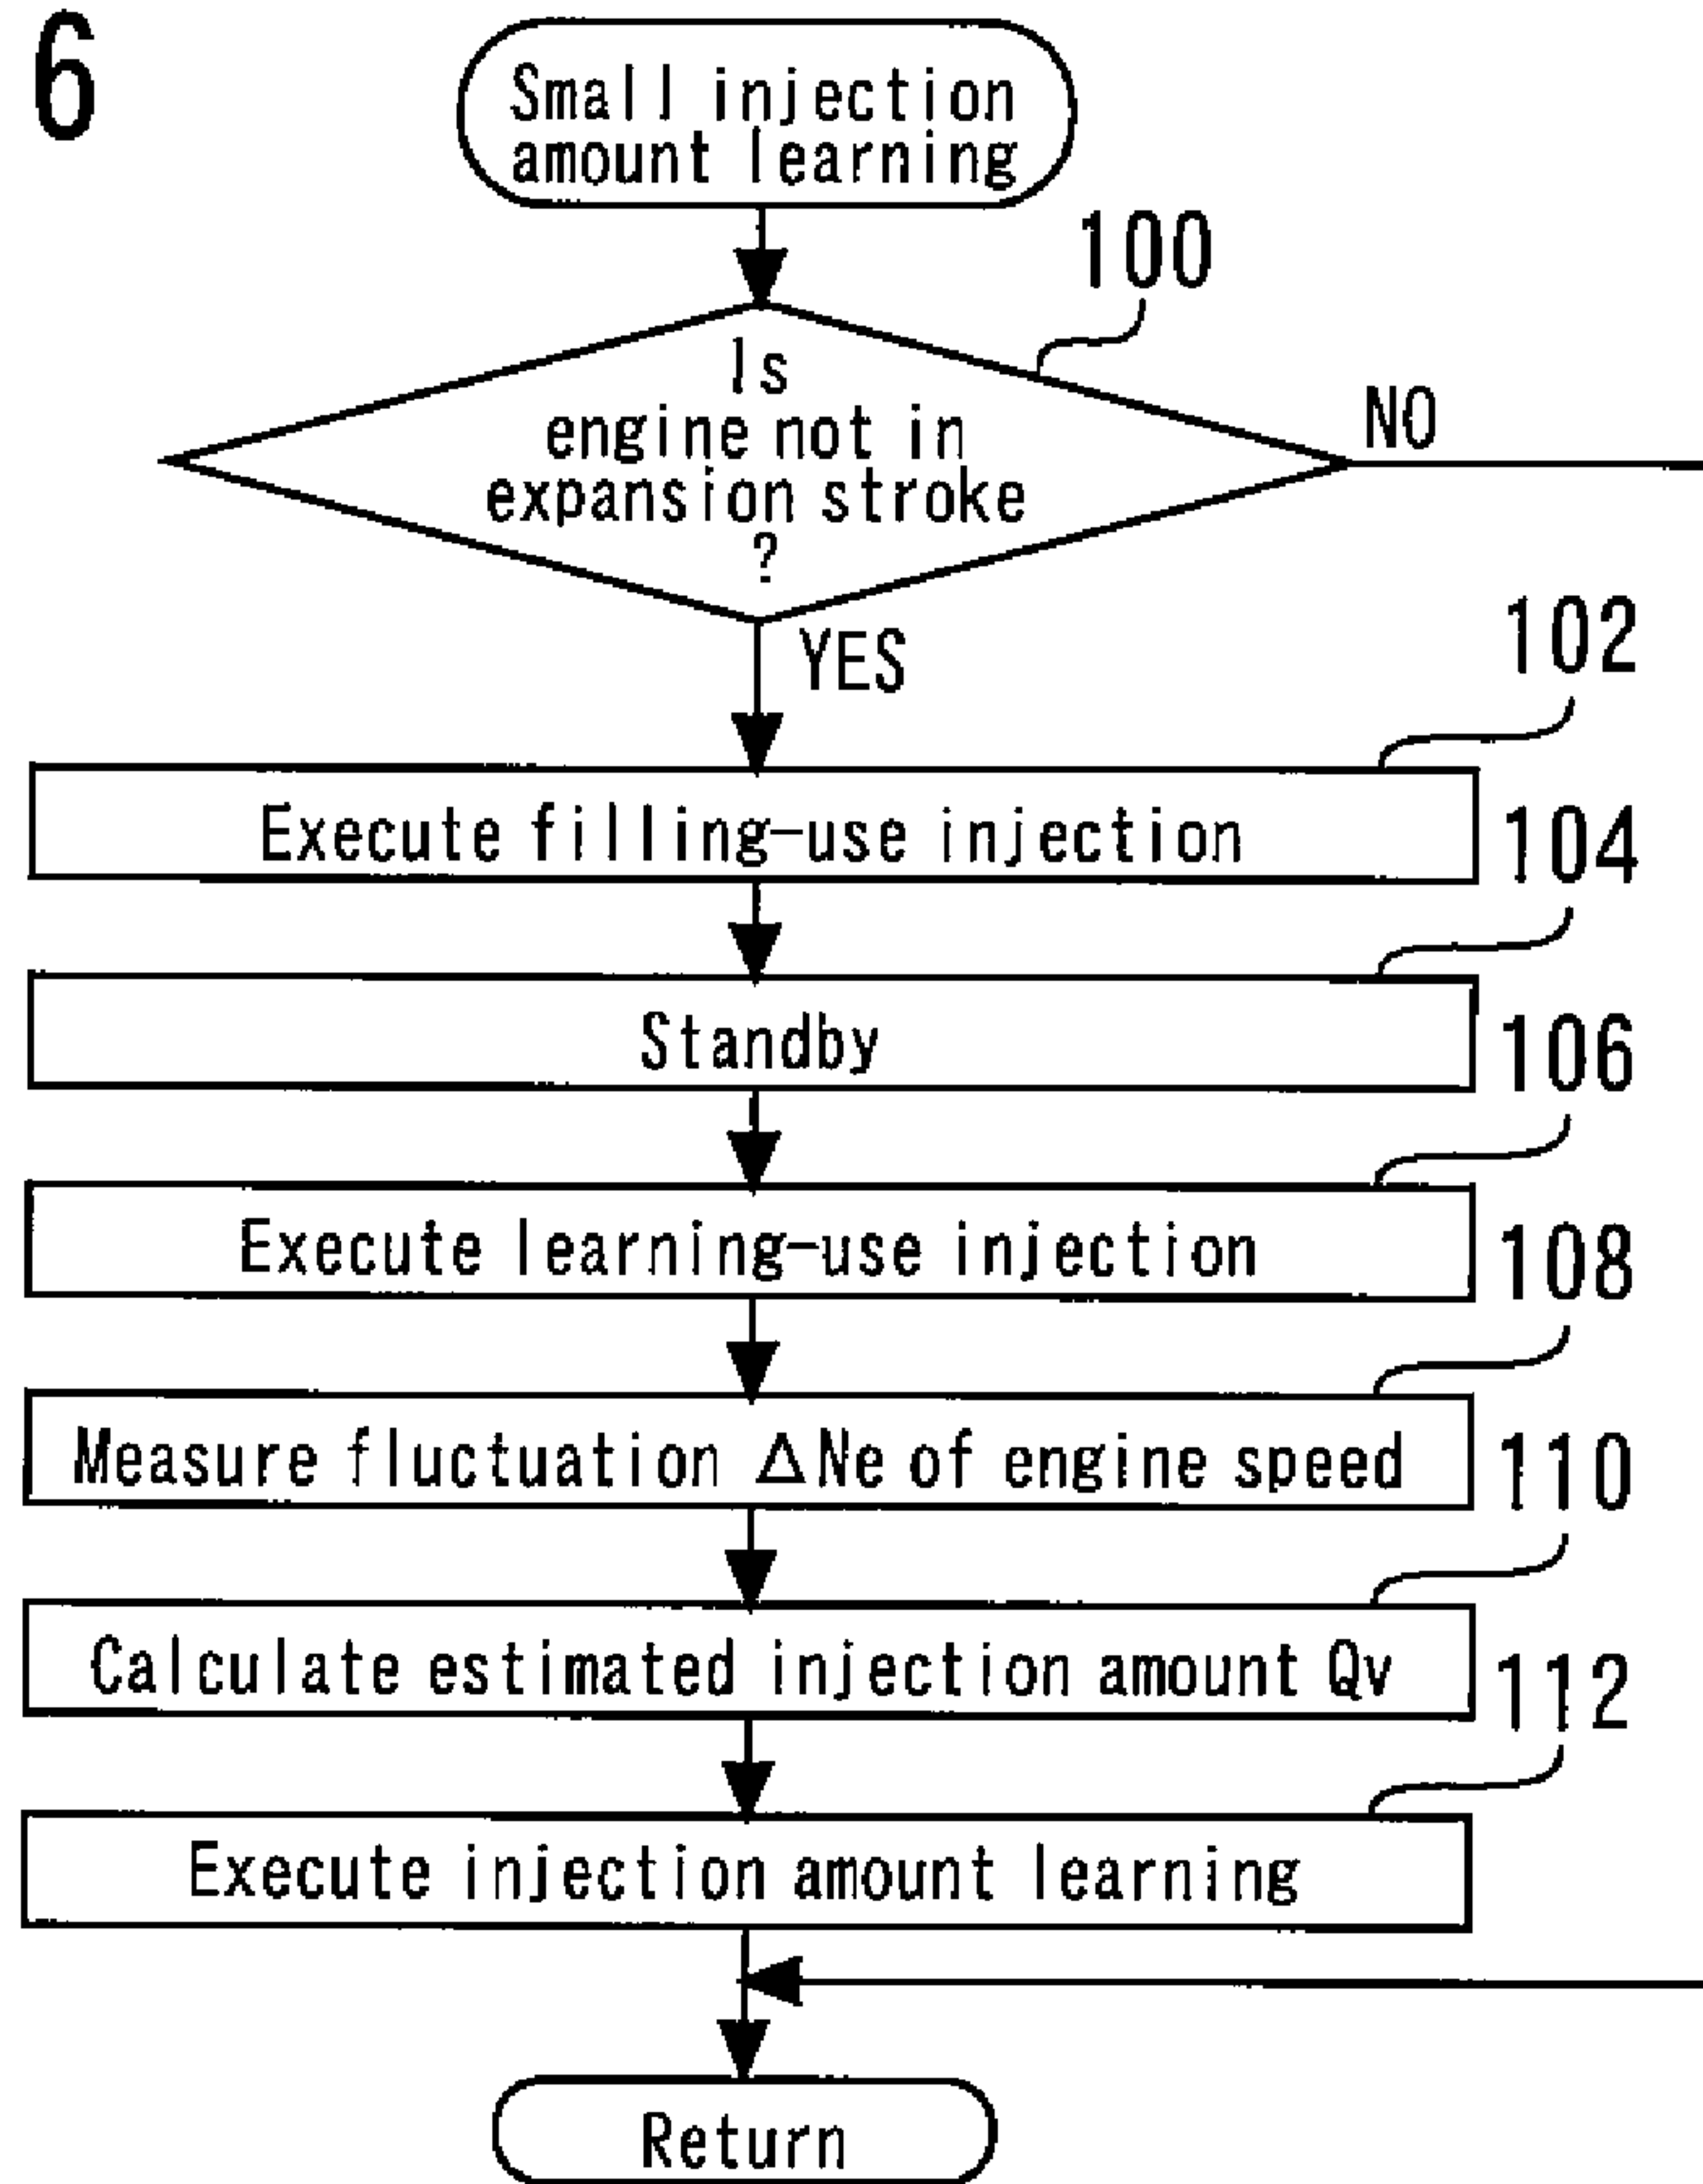 6
Small injection
amount learning
100
Is
engine not in
expansion stroke
?
NO
YES
102
Execute filling-use injection
104
Standby
106
Execute learning-use injection
108
Measure fluctuation ΔNe of engine speed
110
Calculate estimated injection amount Qv
112
Execute injection amount learning
Return